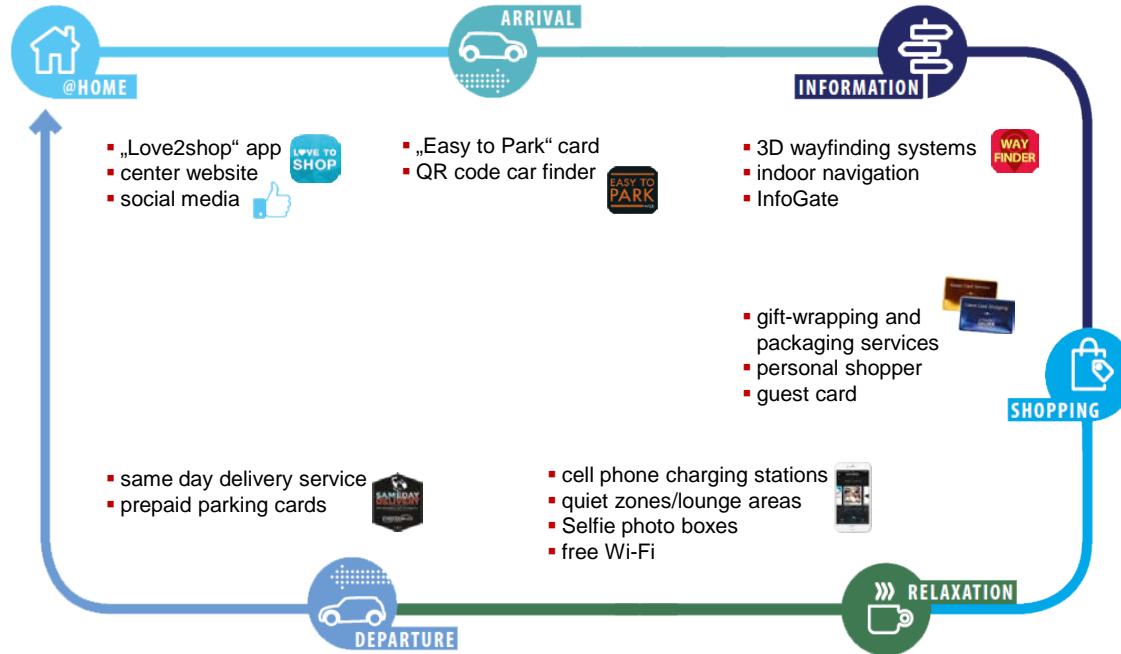 ARRIVAL
@HOME
INFORMATION
▪ „Love2shop“ app
▪ center website
▪ social media
LOVE TO
SHOP
▪ „Easy to Park“ card
▪ QR code car finder
EASY TO
PARK
▪ 3D wayfinding systems
▪ indoor navigation
▪ InfoGate
WAY
FINDER
▪ gift-wrapping and
packaging services
▪ personal shopper
▪ guest card
SHOPPING
▪ same day delivery service
▪ prepaid parking cards
SAMEDAY
DELIVERY
▪ cell phone charging stations
▪ quiet zones/lounge areas
▪ Selfie photo boxes
▪ free Wi-Fi
RELAXATION
DEPARTURE